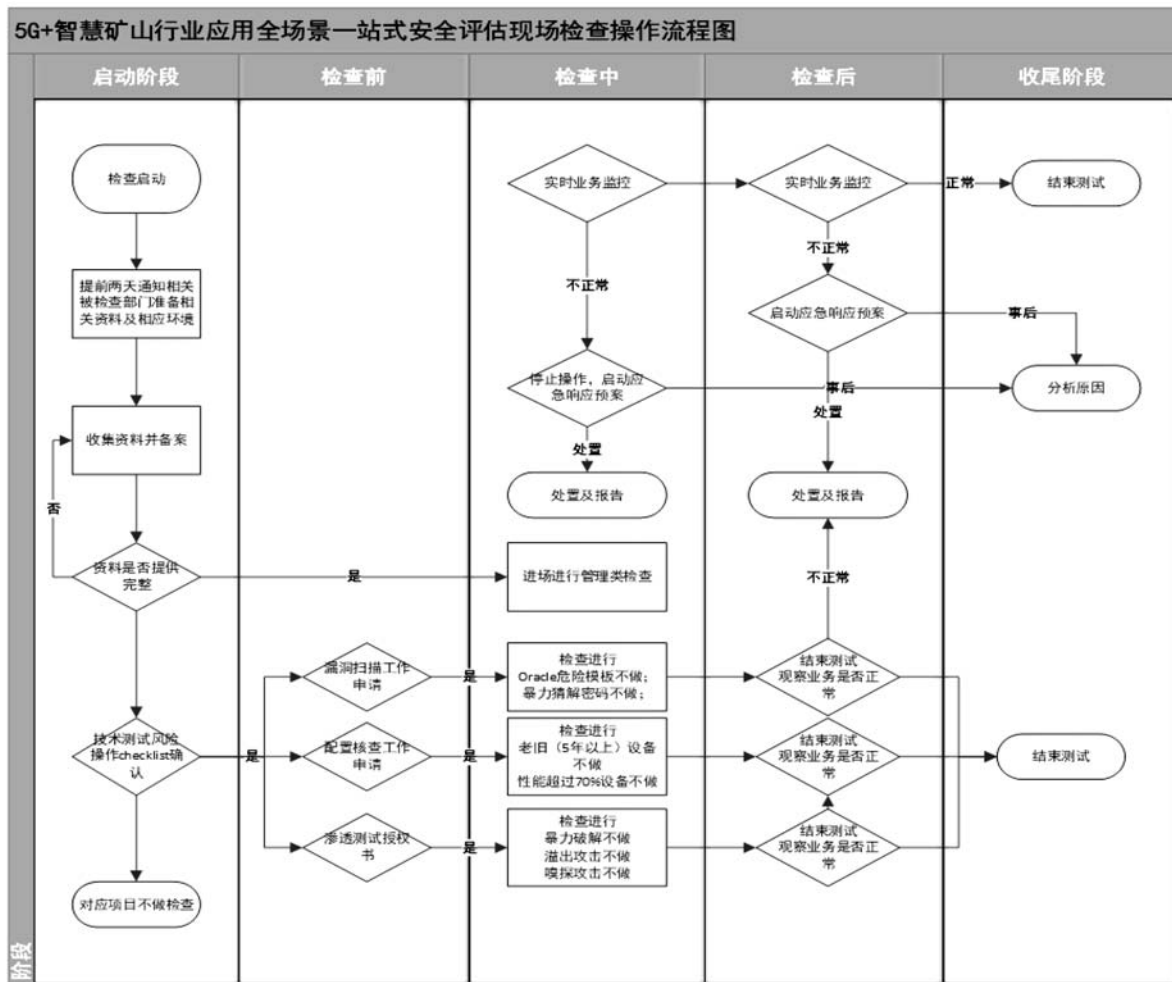 5G+智慧矿山行业应用全场景一站式安全评估现场检查操作流程图
启动阶段
检查前
检查中
检查后
收尾阶段
检查启动
实时业务监控
实时业务监控
正常
结束测试
不正常
不正常
提前两天通知相关
被检查部门准备相
关资料及相应环境
启动应急响应预案
事后
停止操作，启动应
急响应预案
事后
分析原因
处置
收集资料并备案
处置
处置及报告
处置及报告
否
资料是否提供
完整
是
进场进行管理类检查
不正常
漏洞扫描工作
申请
是
检查进行
Oracle危险模板不做；
暴力猜解密码不做；
结束测试
观察业务是否正
常
技术测试风险
操作checklist确
认
是
配置核查工作
申请
是
检查进行
老旧（5年以上）设备
不做
性能超过70%设备不做
结束测试
观察业务是否正
常
结束测试
渗透测试授权
书
是
检查进行
暴力破解不做
溢出攻击不做
嗅探攻击不做
结束测试
观察业务是否正
常
对应项目不做检查
阶段